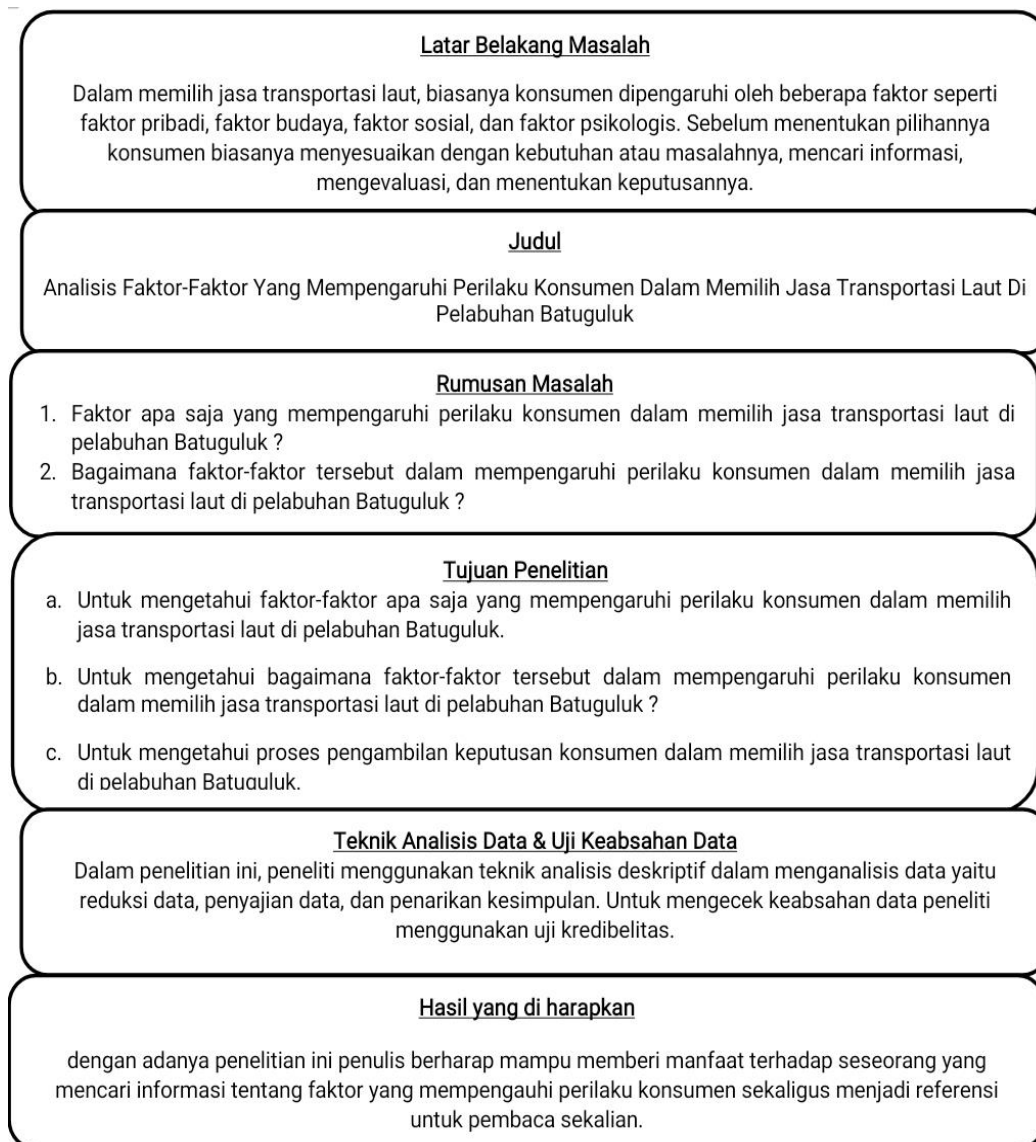 Latar Belakang Masalah
Dalam memilih jasa transportasi laut, biasanya konsumen dipengaruhi oleh beberapa faktor seperti
faktor pribadi, faktor budaya, faktor sosial, dan faktor psikologis. Sebelum menentukan pilihannya
konsumen biasanya menyesuaikan dengan kebutuhan atau masalahnya, mencari informasi,
mengevaluasi, dan menentukan keputusannya.
Judul
Analisis Faktor-Faktor Yang Mempengaruhi Perilaku Konsumen Dalam Memilih Jasa Transportasi Laut Di
Pelabuhan Batuguluk
Rumusan Masalah
1. Faktor apa saja yang mempengaruhi perilaku konsumen dalam memilih jasa transportasi laut di
pelabuhan Batuguluk ?
2. Bagaimana faktor-faktor tersebut dalam mempengaruhi perilaku konsumen dalam memilih jasa
transportasi laut di pelabuhan Batuguluk ?
Tujuan Penelitian
a. Untuk mengetahui faktor-faktor apa saja yang mempengaruhi perilaku konsumen dalam memilih
jasa transportasi laut di pelabuhan Batuguluk.
b. Untuk mengetahui bagaimana faktor-faktor tersebut dalam mempengaruhi perilaku konsumen
dalam memilih jasa transportasi laut di pelabuhan Batuguluk ?
c. Untuk mengetahui proses pengambilan keputusan konsumen dalam memilih jasa transportasi laut
di pelabuhan Batuguluk.
Teknik Analisis Data & Uji Keabsahan Data
Dalam penelitian ini, peneliti menggunakan teknik analisis deskriptif dalam menganalisis data yaitu
reduksi data, penyajian data, dan penarikan kesimpulan. Untuk mengecek keabsahan data peneliti
menggunakan uji kredibelitas.
Hasil yang di harapkan
dengan adanya penelitian ini penulis berharap mampu memberi manfaat terhadap seseorang yang
mencari informasi tentang faktor yang mempengauhi perilaku konsumen sekaligus menjadi referensi
untuk pembaca sekalian.